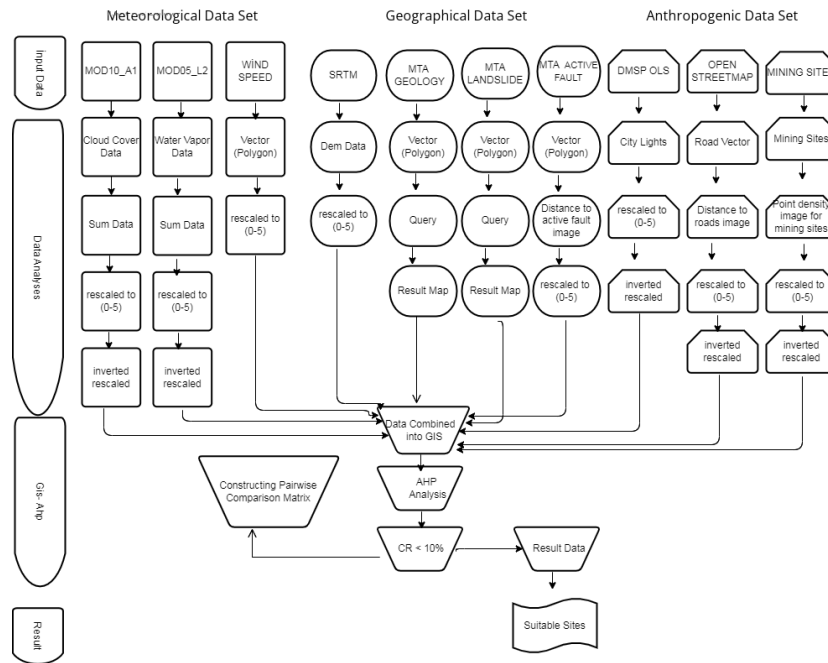 Meteorological Data Set
Geographical Data Set
Anthropogenic Data Set
İnput Data
MOD10_A1
MOD05_L2
WİND
SPEED
SRTM
MTA
GEOLOGY
MTA
LANDSLIDE
MTA ACTIVE
FAULT
DMSP OLS
OPEN
STREETMAP
MINING SITE
Data Analyses
Cloud Cover
Data
Water Vapor
Data
Vector
(Polygon)
Dem Data
Vector
(Polygon)
Vector
(Polygon)
Vector
(Polygon)
City Lights
Road Vector
Mining Sites
Sum Data
Sum Data
rescaled to
(0-5)
rescaled to
(0-5)
Query
Query
Distance to
active fault
image
rescaled to
(0-5)
Distance to
roads image
Point density
image for
mining sites
rescaled to
(0-5)
rescaled to
(0-5)
Result Map
Result Map
rescaled to
(0-5)
inverted
rescaled
rescaled to
(0-5)
rescaled to
(0-5)
inverted
rescaled
inverted
rescaled
inverted
rescaled
inverted
rescaled
Gis- Ahp
Data Combined
into GIS
Constructing Pairwise
Comparison Matrix
AHP
Analysis
CR < 10%
Result Data
Result
Suitable Sites